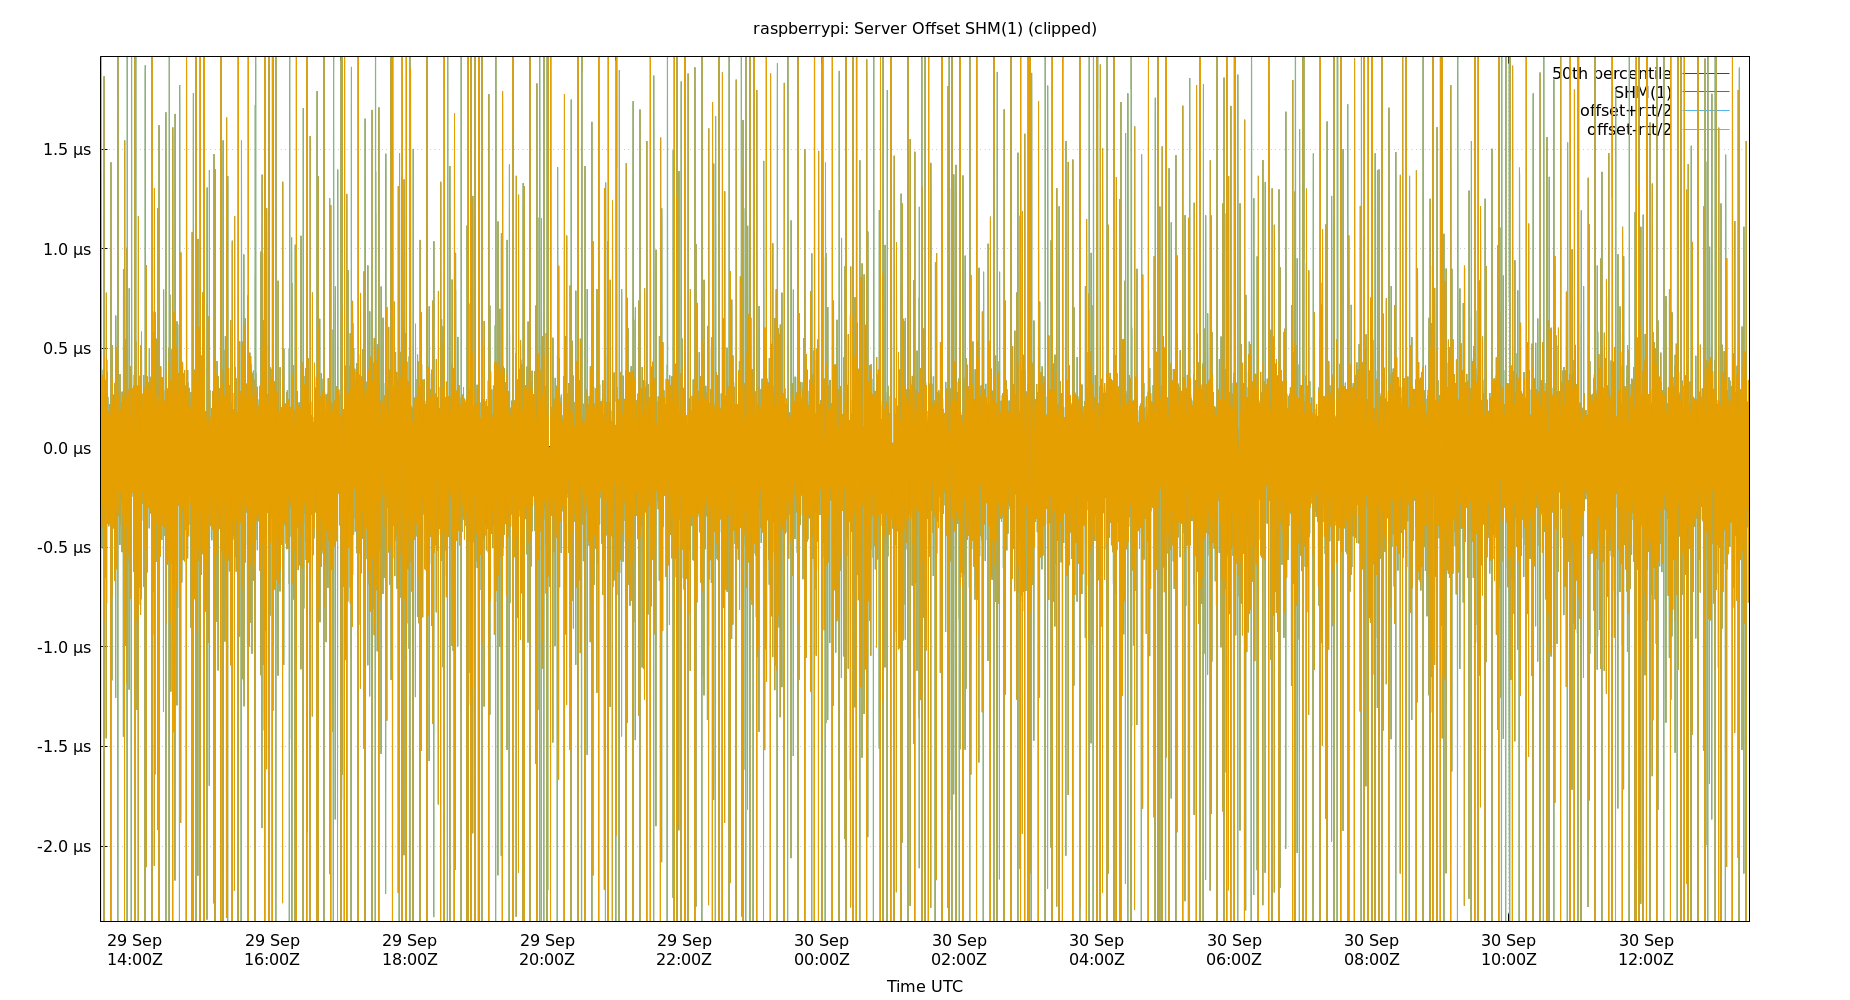 raspberrypi: Server Offset SHM(1) (clipped)
50th percentile
SHM(1)
offset+rtt/2
offset-rtt/2
1.5 µs
1.0 µs
0.5 µs
0.0 µs
-0.5 µs
-1.0 µs
-1.5 µs
-2.0 µs
29 Sep 29 Sep 29 Sep 29 Sep 29 Sep 30 Sep 30 Sep 30 Sep 30 Sep 30 Sep 30 Sep 30 Sep
14:00Z 16:00Z 18:00Z 20:00Z 22:00Z 00:00Z 02:00Z 04:00Z 06:00Z 08:00Z 10:00Z 12:00Z
Time UTC